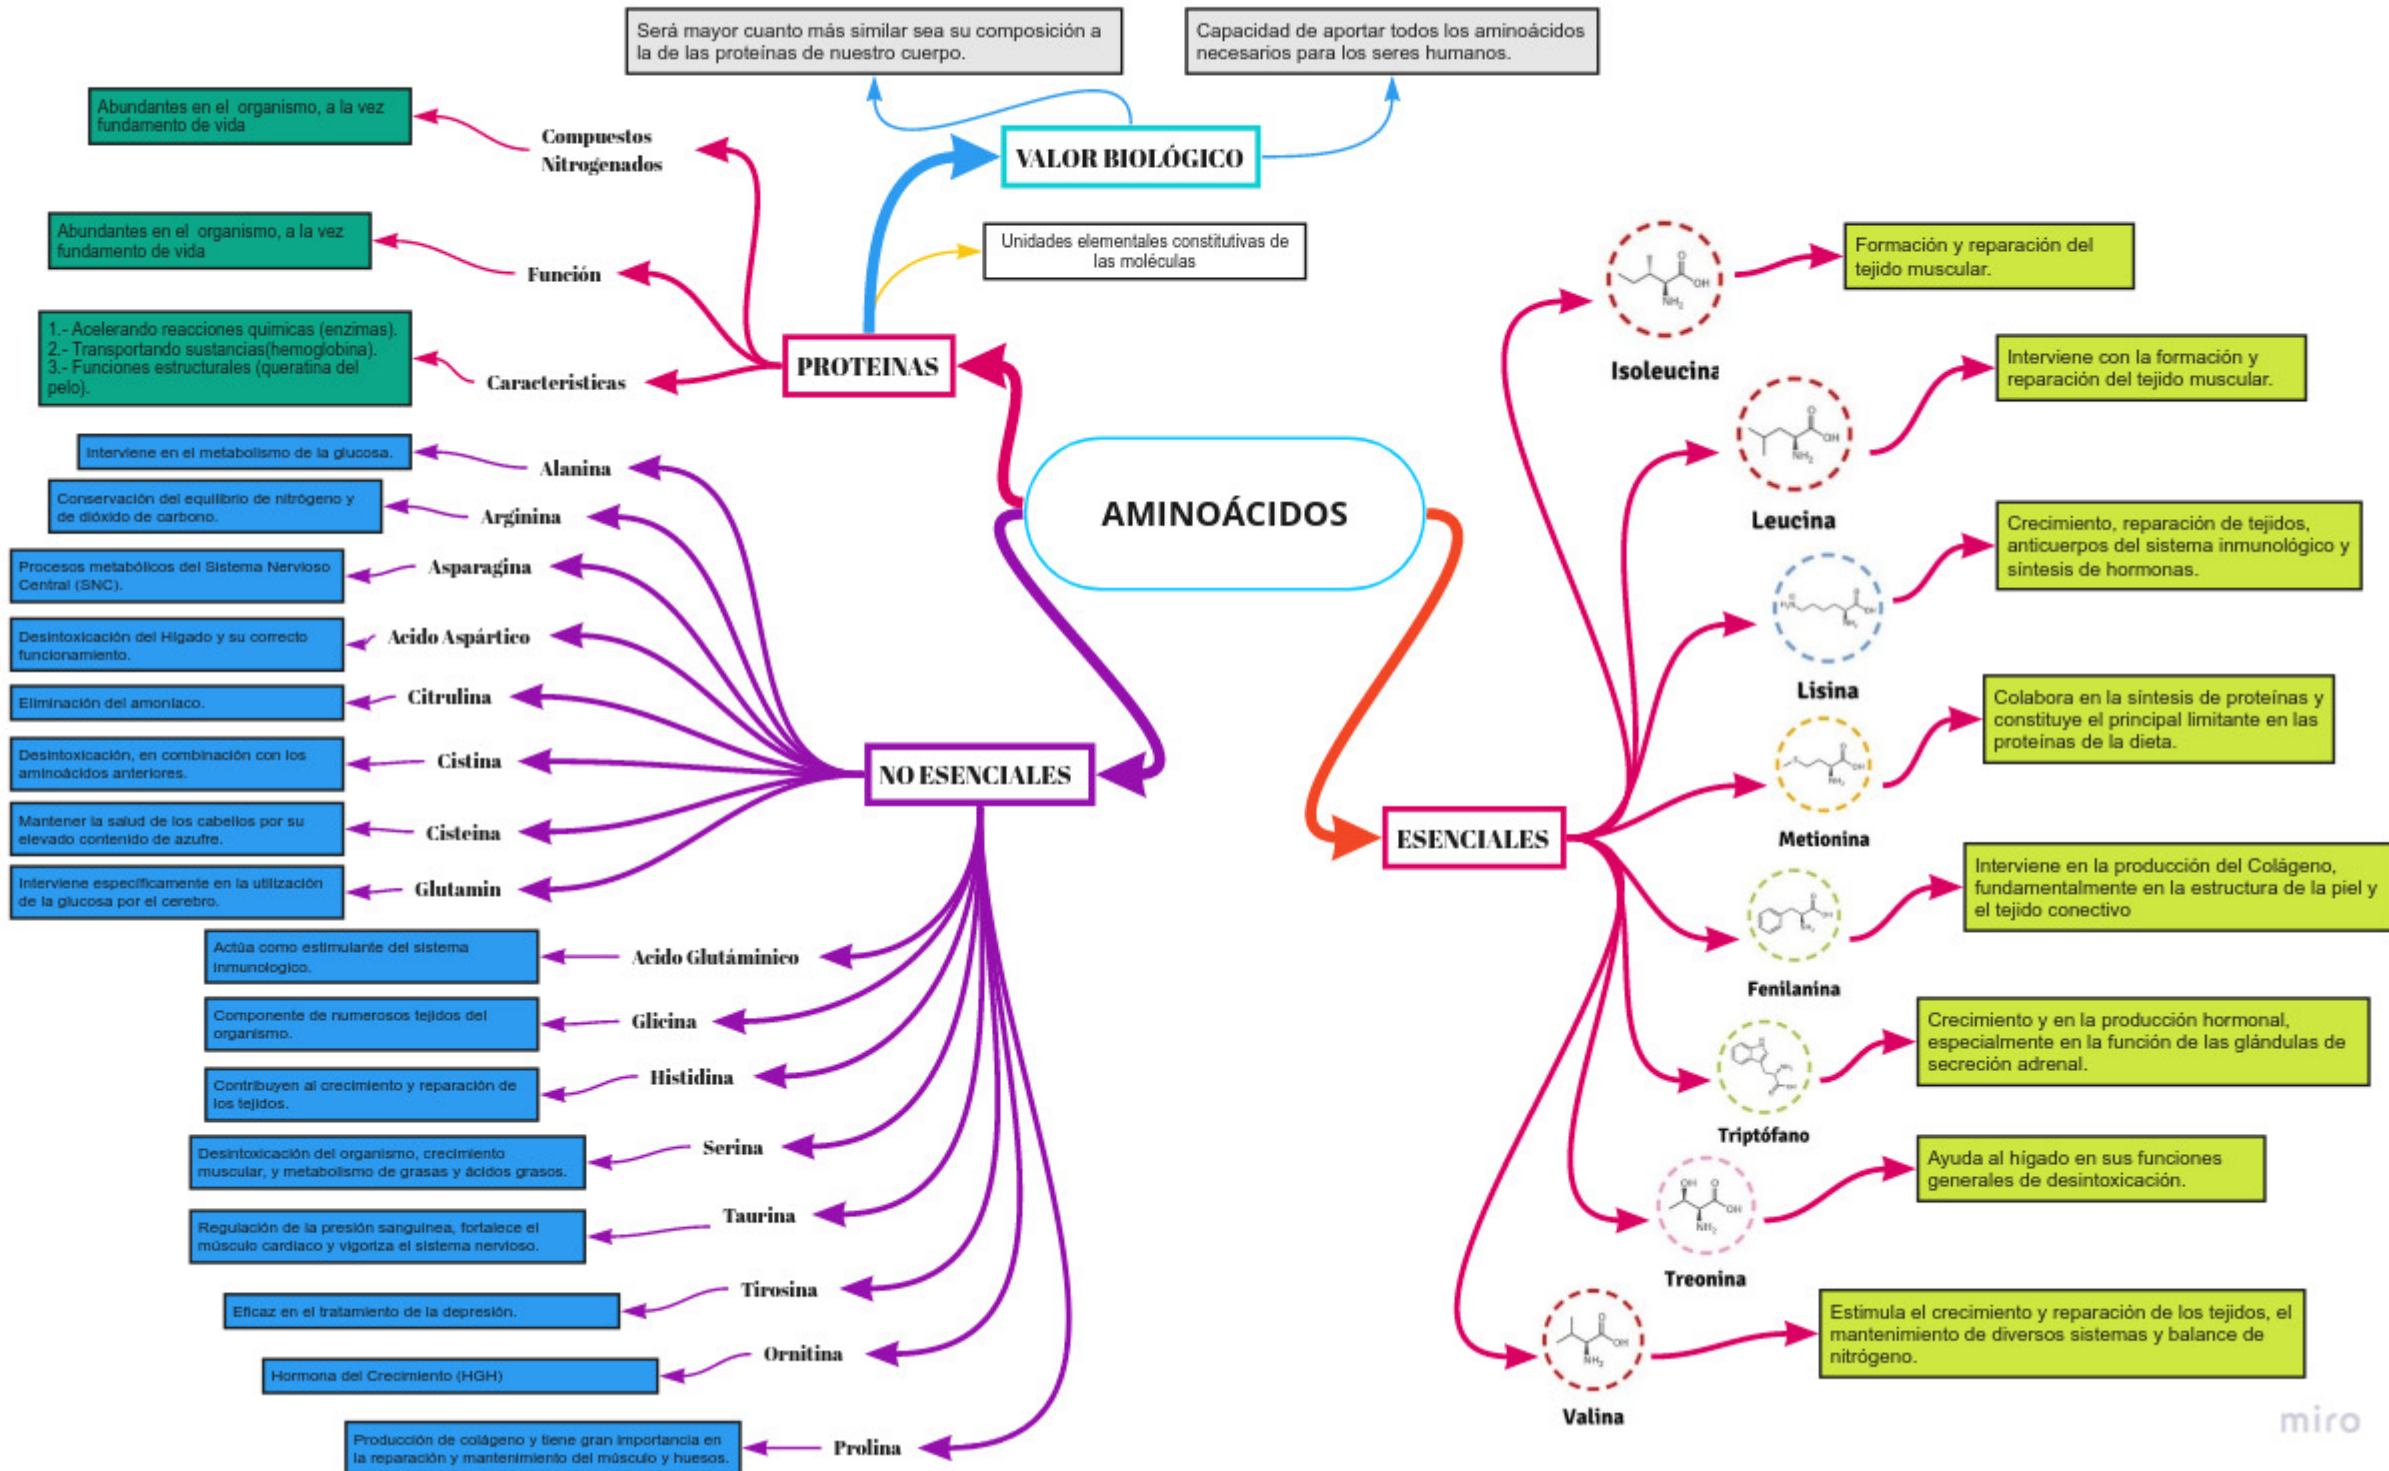 Será mayor cuanto más similar sea su composición a
la de las proteínas de nuestro cuerpo.
Capacidad de aportar todos los aminoácidos
necesarios para los seres humanos.
VALOR BIOLÓGICO
Unidades elementales constitutivas de
las moléculas
PROTEINAS
Compuestos
Nitrogenados
Abundantes en el organismo, a la vez
fundamento de vida
Función
Abundantes en el organismo, a la vez
fundamento de vida
Caracteristicas
1.- Acelerando reacciones quimicas (enzimas).
2.- Transportando sustancias(hemoglobina).
3.- Funciones estructurales (queratina del
pelo).
AMINOÁCIDOS
NO ESENCIALES
Alanina
Interviene en el metabolismo de la glucosa.
Arginina
Conservación del equilibrio de nitrógeno y
de dióxido de carbono.
Asparagina
Procesos metabólicos del Sistema Nervioso
Central (SNC).
Acido Aspártico
Desintoxicación del Hígado y su correcto
funcionamiento.
Citrulina
Eliminación del amoníaco.
Cistina
Desintoxicación, en combinación con los
aminoácidos anteriores.
Cisteina
Mantener la salud de los cabellos por su
elevado contenido de azufre.
Glutamin
Interviene específicamente en la utilización
de la glucosa por el cerebro.
Acido Glutáminico
Actúa como estimulante del sistema
inmunologico.
Glicina
Componente de numerosos tejidos del
organismo.
Histidina
Contribuyen al crecimiento y reparación de
los tejidos.
Serina
Desintoxicación del organismo, crecimiento
muscular, y metabolismo de grasas y ácidos grasos.
Taurina
Regulación de la presión sanguínea, fortalece el
músculo cardiaco y vigoriza el sistema nervioso.
Tirosina
Eficaz en el tratamiento de la depresión.
Ornitina
Hormona del Crecimiento (HGH)
Prolina
Producción de colágeno y tiene gran importancia en
la reparación y mantenimiento del músculo y huesos.
ESENCIALES
Isoleucina
Formación y reparación del
tejido muscular.
Leucina
Interviene con la formación y
reparación del tejido muscular.
Lisina
Crecimiento, reparación de tejidos,
anticuerpos del sistema inmunológico y
síntesis de hormonas.
Metionina
Colabora en la síntesis de proteínas y
constituye el principal limitante en las
proteínas de la dieta.
Fenilanina
Interviene en la producción del Colágeno,
fundamentalmente en la estructura de la piel y
el tejido conectivo
Triptófano
Crecimiento y en la producción hormonal,
especialmente en la función de las glándulas de
secreción adrenal.
Treonina
Ayuda al hígado en sus funciones
generales de desintoxicación.
Valina
Estimula el crecimiento y reparación de los tejidos, el
mantenimiento de diversos sistemas y balance de
nitrógeno.
miro